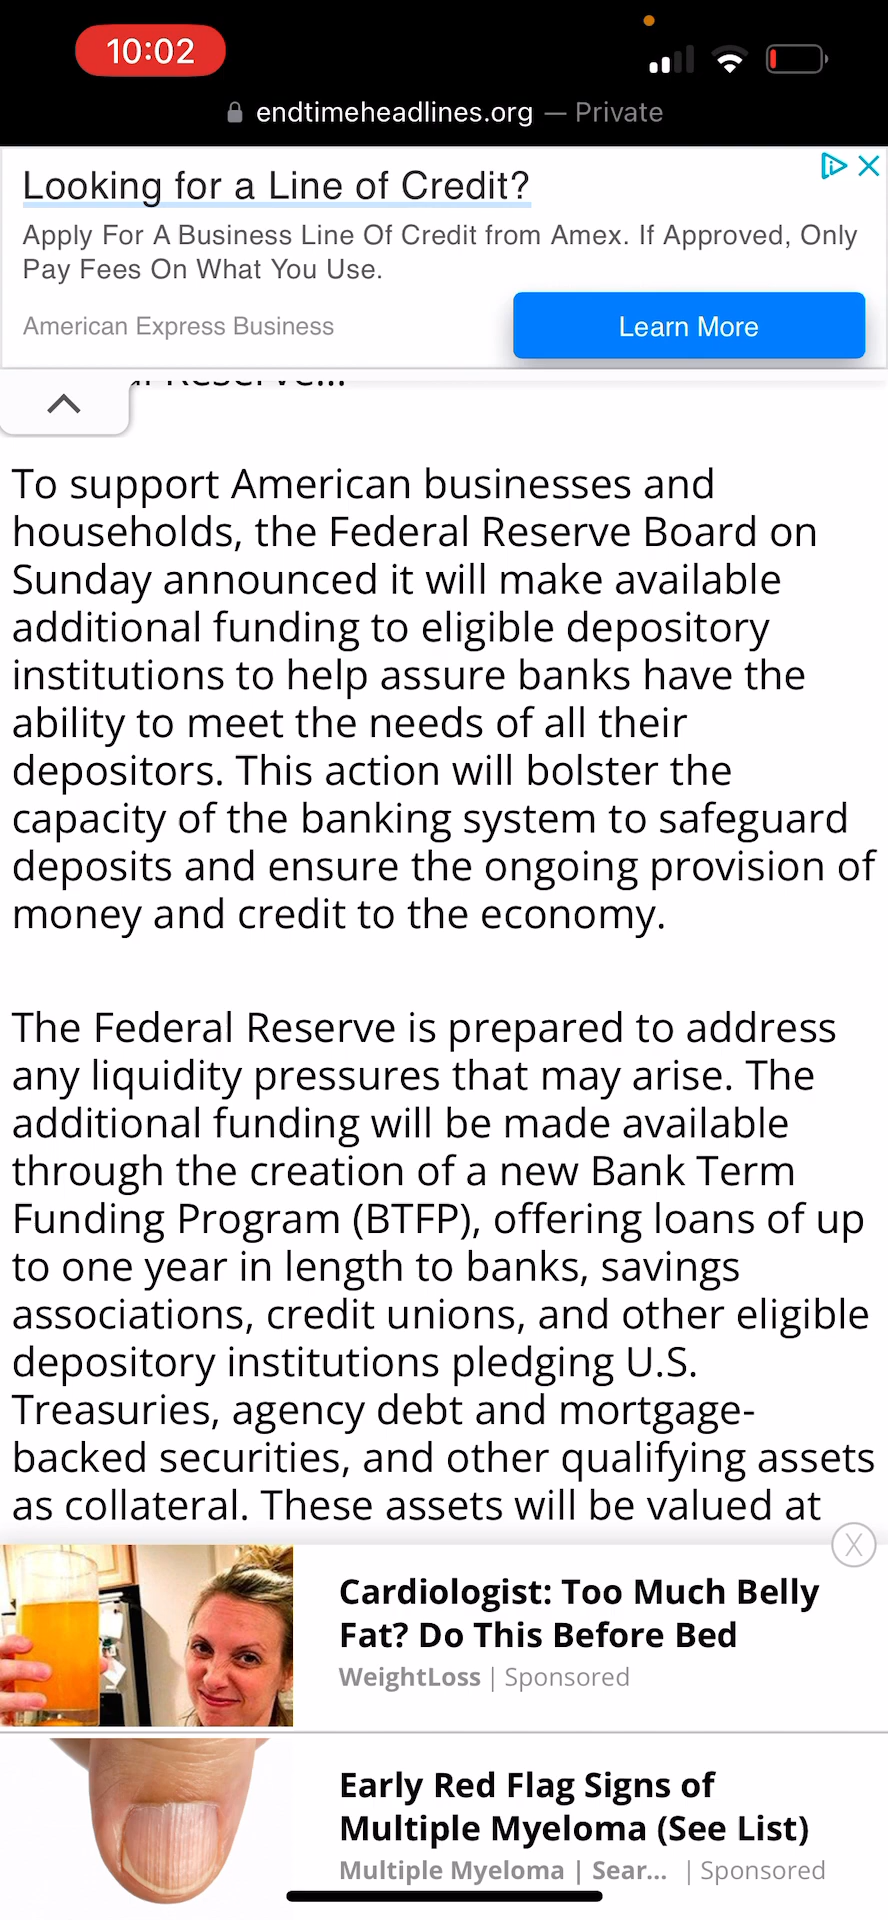 10:02
endtimeheadlines.org — Private
Looking for a Line of Credit?
Apply For A Business Line Of Credit from Amex. If Approved, Only
Pay Fees On What You Use.
American Express Business
Learn More
To support American businesses and
households, the Federal Reserve Board on
Sunday announced it will make available
additional funding to eligible depository
institutions to help assure banks have the
ability to meet the needs of all their
depositors. This action will bolster the
capacity of the banking system to safeguard
deposits and ensure the ongoing provision of
money and credit to the economy.
The Federal Reserve is prepared to address
any liquidity pressures that may arise. The
additional funding will be made available
through the creation of a new Bank Term
Funding Program (BTFP), offering loans of up
to one year in length to banks, savings
associations, credit unions, and other eligible
depository institutions pledging U.S.
Treasuries, agency debt and mortgage-
backed securities, and other qualifying assets
as collateral. These assets will be valued at
Cardiologist: Too Much Belly
Fat? Do This Before Bed
WeightLoss | Sponsored
Early Red Flag Signs of
Multiple Myeloma (See List)
Multiple Myeloma | Sear... | Sponsored